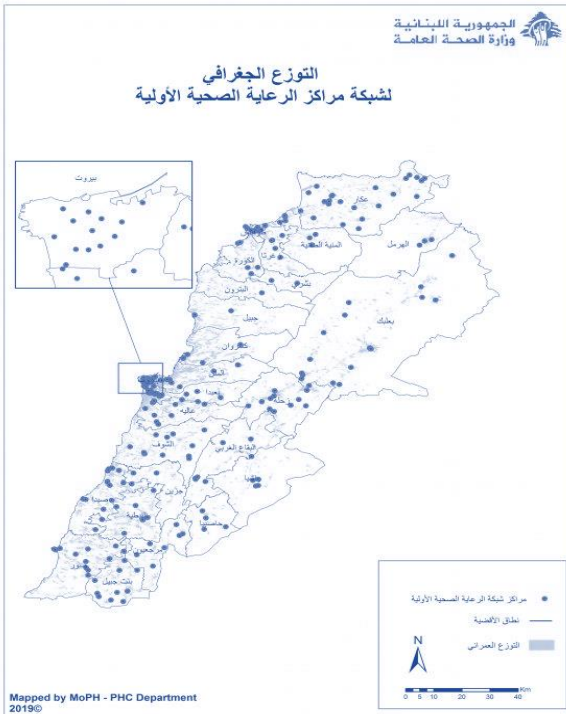 الجمهورية اللبنانية
وزارة الصحة العامة
التوزع الجغرافي
لشبكة مراكز الرعاية الصحية الأولية
بيروت
عكار
الهرمل
المنية الضنية
زغرتا
الكورة
بشري
البترون
بعلبك
جبيل
كسروان
المتن
بعبدا
زحلة
عاليه
الشوف
البقاع الغربي
راشيا
جزين
صيدا
حاصبيا
النبطية
مرجعيون
صور
بنت جبيل
مراكز شبكة الرعاية الصحية الأولية
نطاق الأقضية
التوزع العمراني
N
Km
0 5 10 20 30 40
Mapped by MoPH - PHC Department
2019©